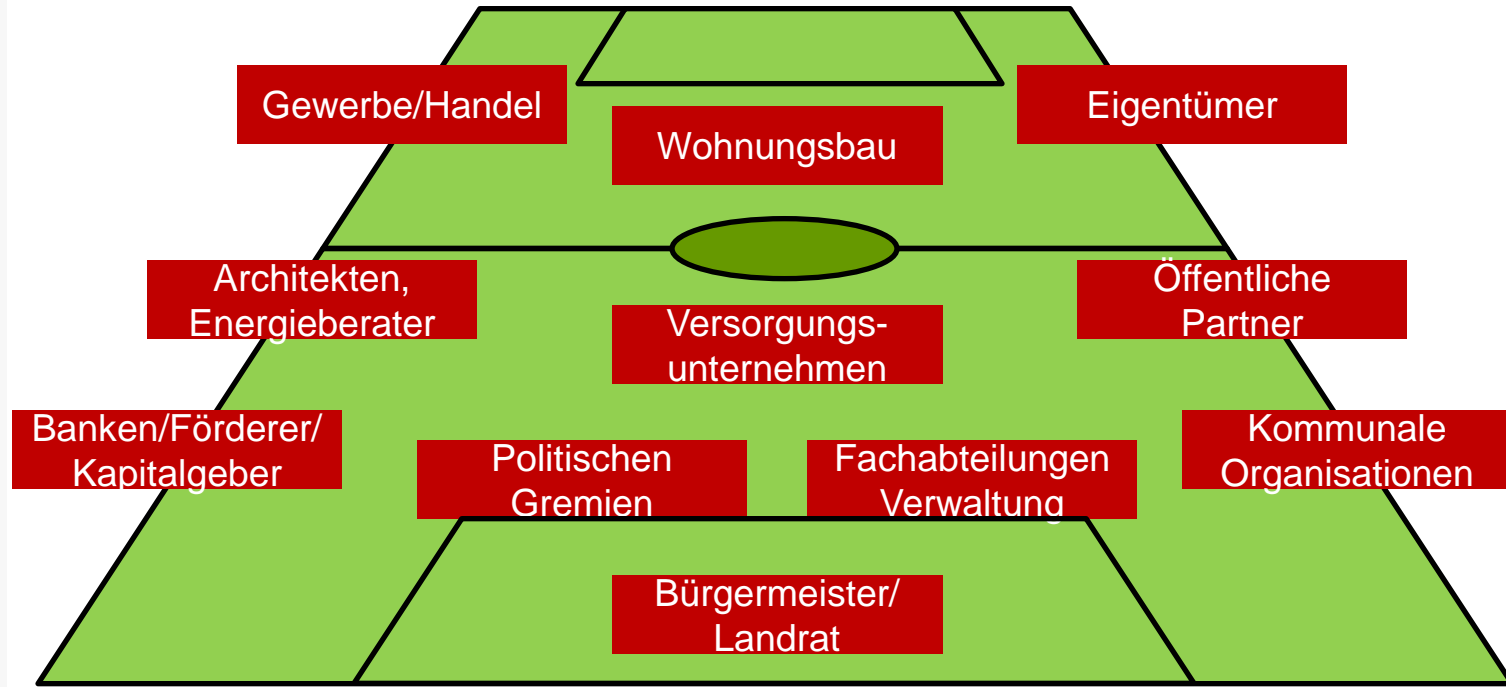 Gewerbe/Handel
Eigentümer
Wohnungsbau
Architekten,
Energieberater
Öffentliche
Partner
Versorgungs-
unternehmen
Banken/Förderer/
Kapitalgeber
Kommunale
Organisationen
Politischen
Gremien
Fachabteilungen
Verwaltung
Bürgermeister/
Landrat